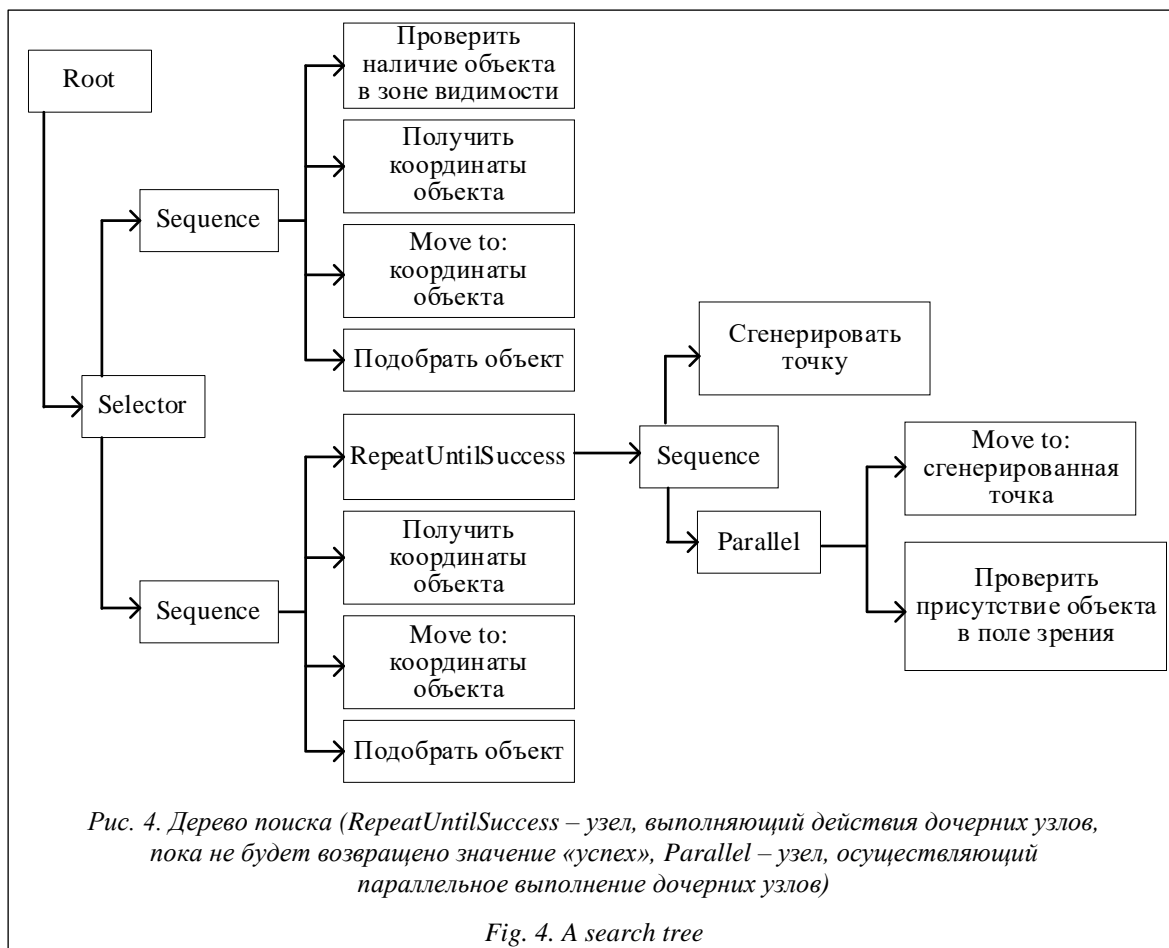 Root
Selector
Sequence
Проверить
наличие объекта
в зоне видимости
Получить
координаты
объекта
Move to:
координаты
объекта
Подобрать объект
Sequence
RepeatUntilSuccess
Получить
координаты
объекта
Move to:
координаты
объекта
Подобрать объект
Sequence
Сгенерировать
точку
Parallel
Move to:
сгенерированная
точка
Проверить
присутствие объекта
в поле зрения
Рис. 4. Дерево поиска (RepeatUntilSuccess – узел, выполняющий действия дочерних узлов,
пока не будет возвращено значение «успех», Parallel – узел, осуществляющий
параллельное выполнение дочерних узлов)
Fig. 4. A search tree